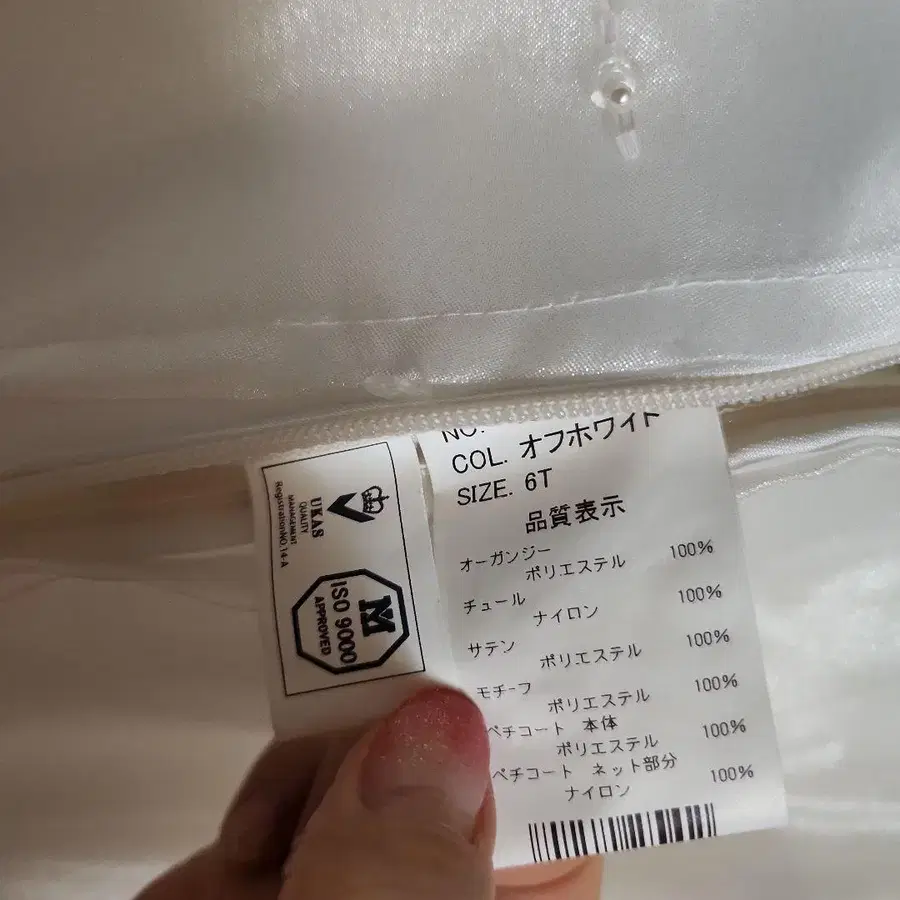 NO.
COL. オフホワイト
SIZE. 6T
品質表示
オーガンジー
ポリエステル 100%
チュール
ナイロン 100%
サテン
ポリエステル 100%
モチーフ
ポリエステル 100%
ペチコート 本体
ポリエステル 100%
ペチコート ネット部分
ナイロン 100%
UKAS
QUALITY
MANAGEMENT
RegistrationNO.14-A
M
ISO 9000
APPROVED